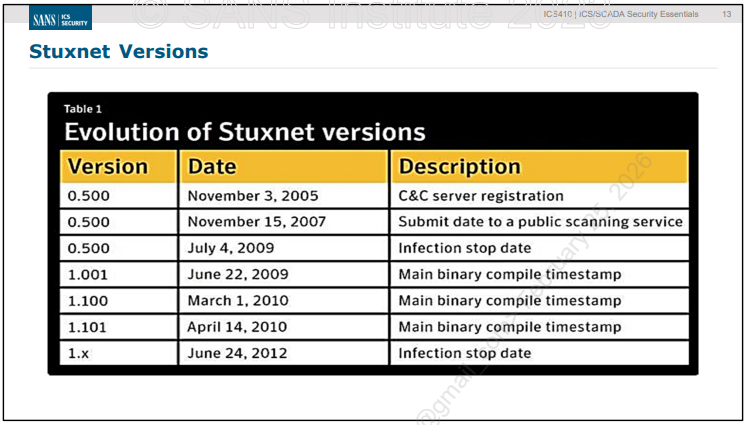 © SANS Institute 2026
SANS | ICS SECURITY
ICS410 | ICS/SCADA Security Essentials 13
Stuxnet Versions
Table 1
Evolution of Stuxnet versions
Version Date Description
0.500 November 3, 2005 C&C server registration
0.500 November 15, 2007 Submit date to a public scanning service
0.500 July 4, 2009 Infection stop date
1.001 June 22, 2009 Main binary compile timestamp
1.100 March 1, 2010 Main binary compile timestamp
1.101 April 14, 2010 Main binary compile timestamp
1.x June 24, 2012 Infection stop date
February 25, 2026